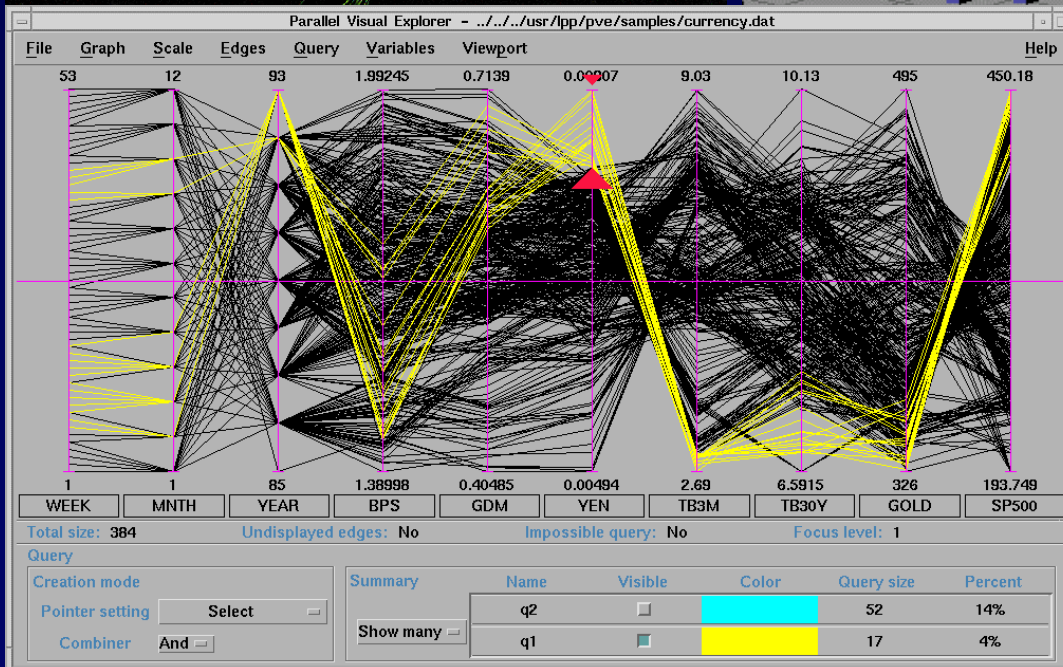 Parallel Visual Explorer - ../../../usr/lpp/pve/samples/currency.dat
File Graph Scale Edges Query Variables Viewport Help
53 12 93 1.99245 0.7139 9.03 10.13 495 450.18
1 1 85 1.38998 0.40485 0.00494 2.69 6.5915 326 193.749
WEEK MNTH YEAR BPS GDM YEN TB3M TB30Y GOLD SP500
Total size: 384 Undisplayed edges: No Impossible query: No Focus level: 1
Query
Creation mode
Pointer setting Select
Combiner And
Summary
Show many
Name Visible Color Query size Percent
q2 52 14%
q1 17 4%